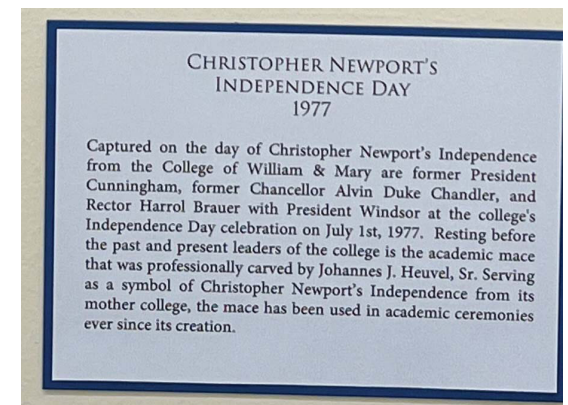 CHRISTOPHER NEWPORT'S
INDEPENDENCE DAY
1977
Captured on the day of Christopher Newport's Independence
from the College of William & Mary are former President
Cunningham, former Chancellor Alvin Duke Chandler, and
Rector Harrol Brauer with President Windsor at the college's
Independence Day celebration on July 1st, 1977. Resting before
the past and present leaders of the college is the academic mace
that was professionally carved by Johannes J. Heuvel, Sr. Serving
as a symbol of Christopher Newport's Independence from its
mother college, the mace has been used in academic ceremonies
ever since its creation.